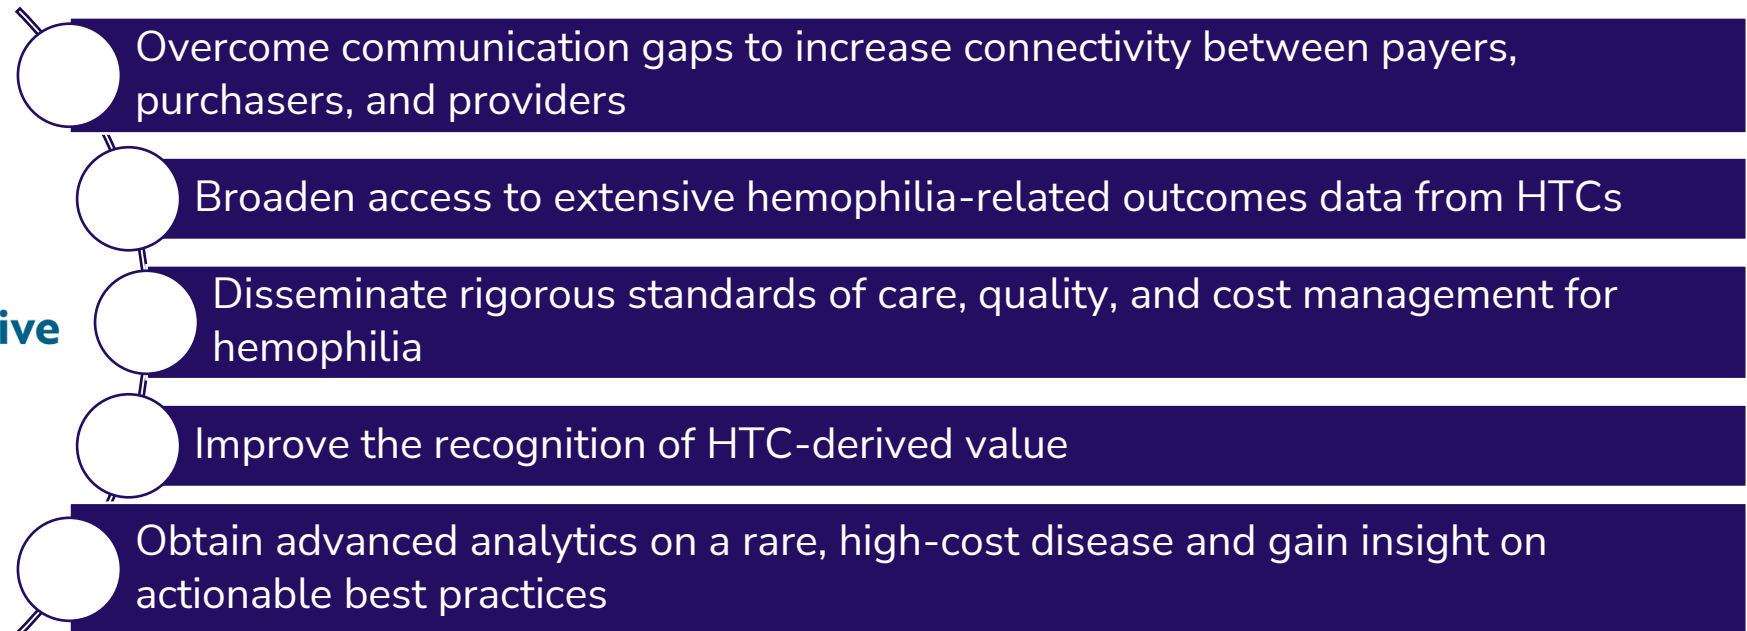 Overcome communication gaps to increase connectivity between payers,
purchasers, and providers
Broaden access to extensive hemophilia-related outcomes data from HTCs
Disseminate rigorous standards of care, quality, and cost management for
hemophilia
ive
Improve the recognition of HTC-derived value
Obtain advanced analytics on a rare, high-cost disease and gain insight on
actionable best practices